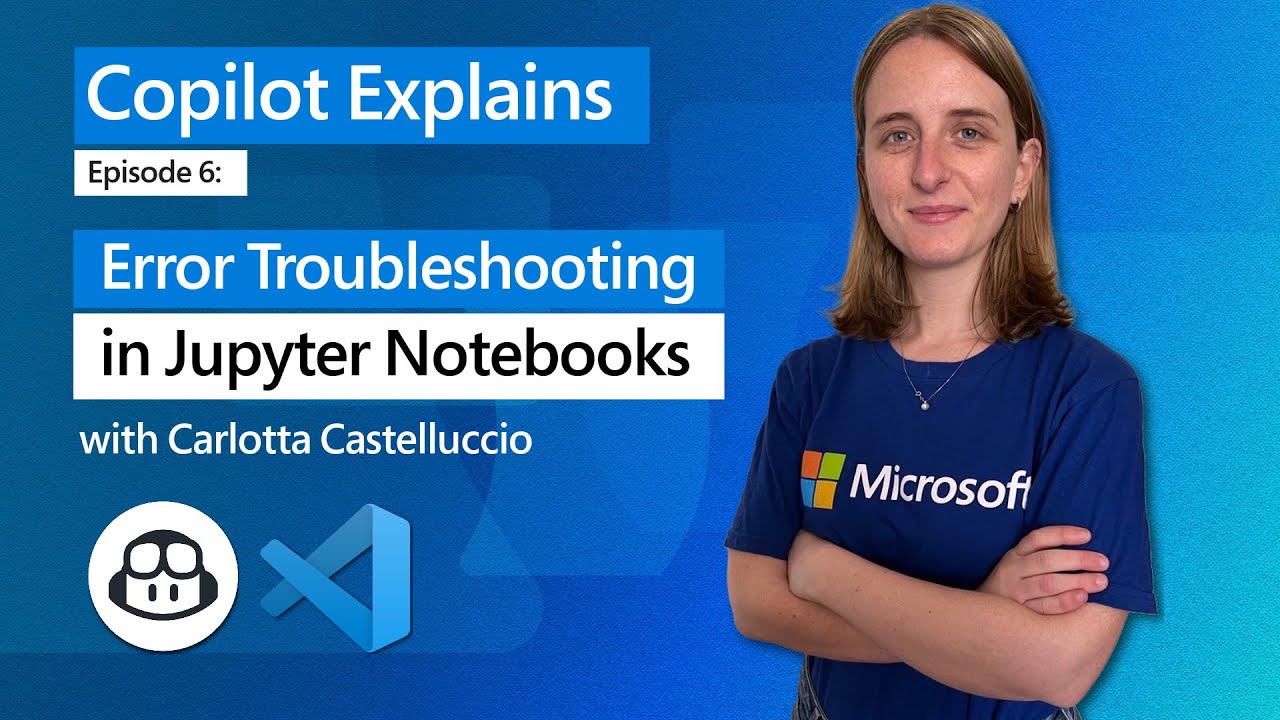 Copilot Explains
Episode 6:
Error Troubleshooting
in Jupyter Notebooks
with Carlotta Castelluccio
Microsoft